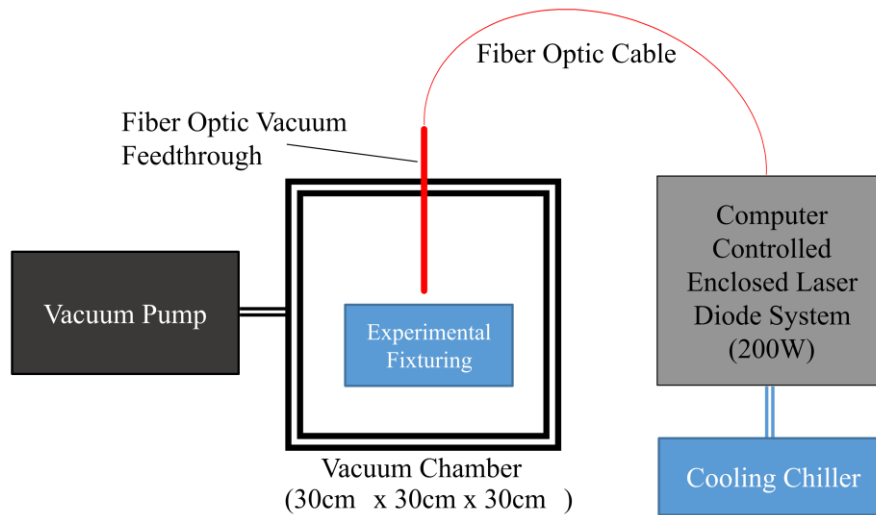 Fiber Optic Cable
Fiber Optic Vacuum
Feedthrough
Computer
Controlled
Enclosed Laser
Diode System
(200W)
Vacuum Pump
Experimental
Fixturing
Cooling Chiller
Vacuum Chamber
(30cm x 30cm x 30cm )